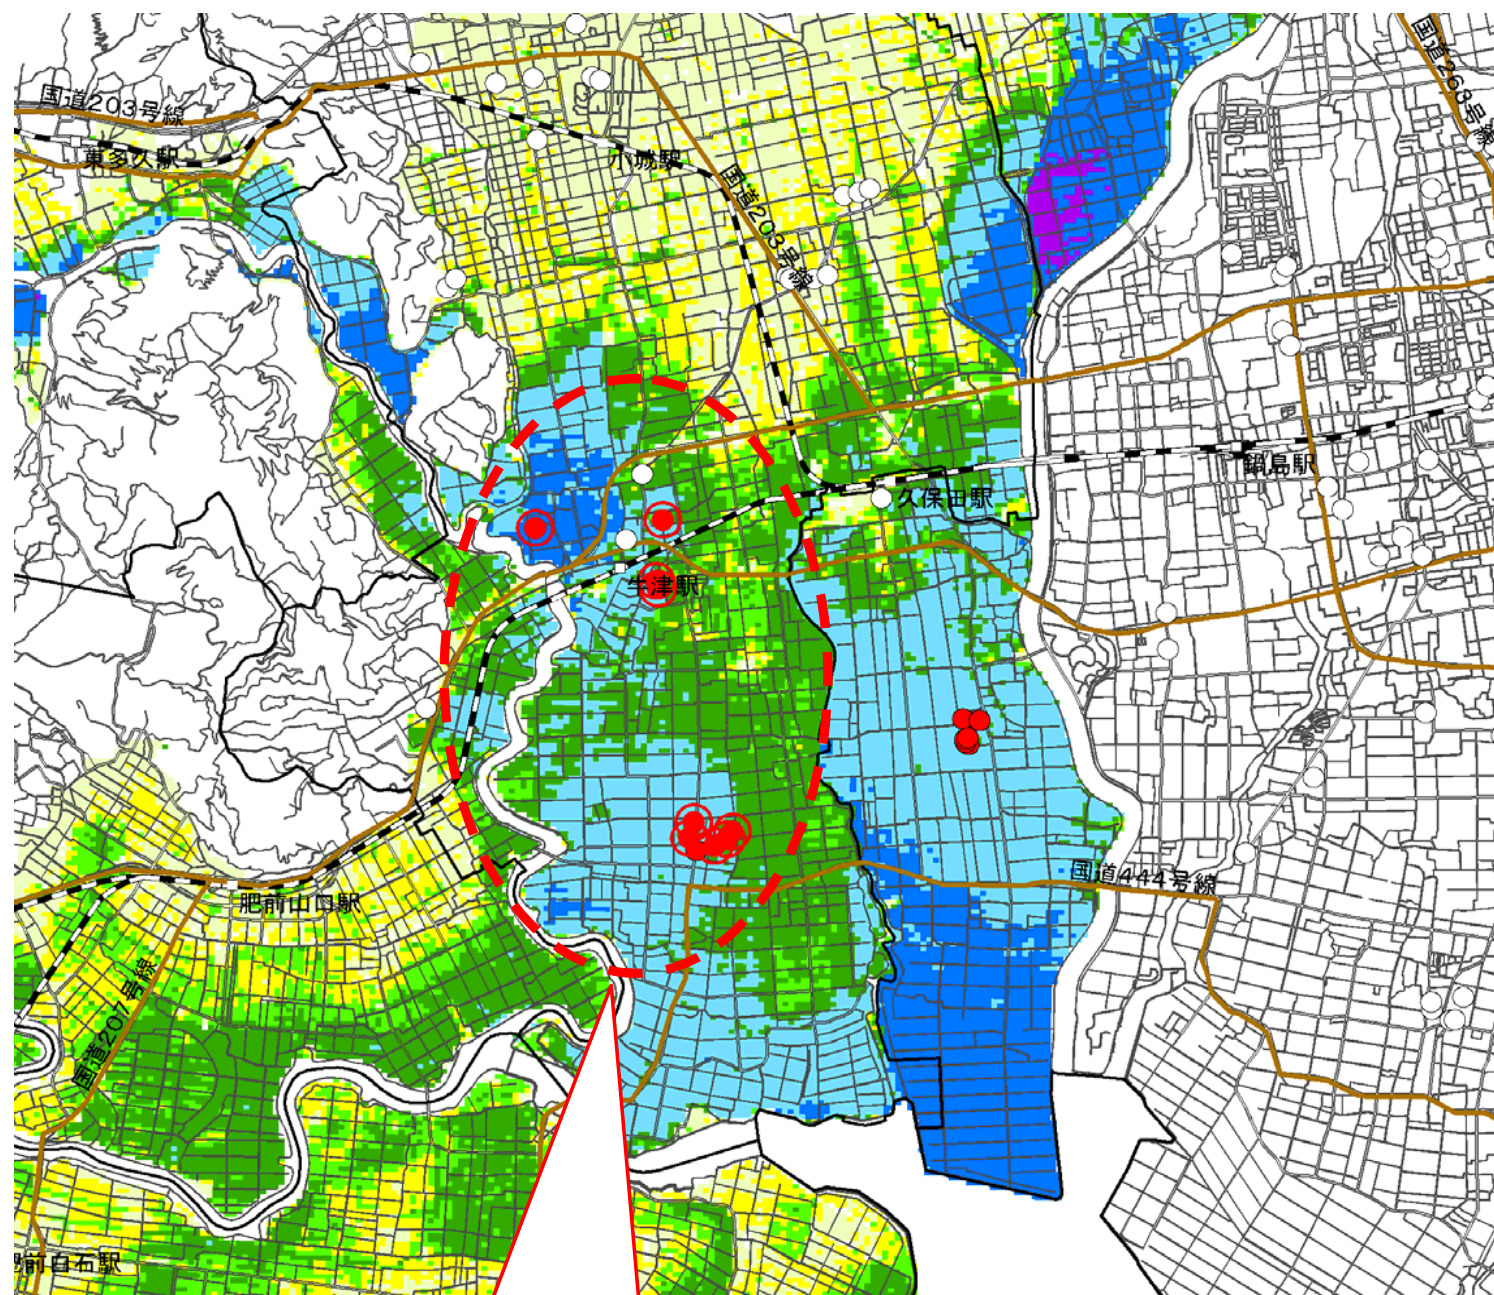 国道203号線
国道263号線
東多久駅
小城駅
国道203号線
鍋島駅
久保田駅
牛津駅
国道444号線
肥前山口駅
国道207号線
肥前白石駅